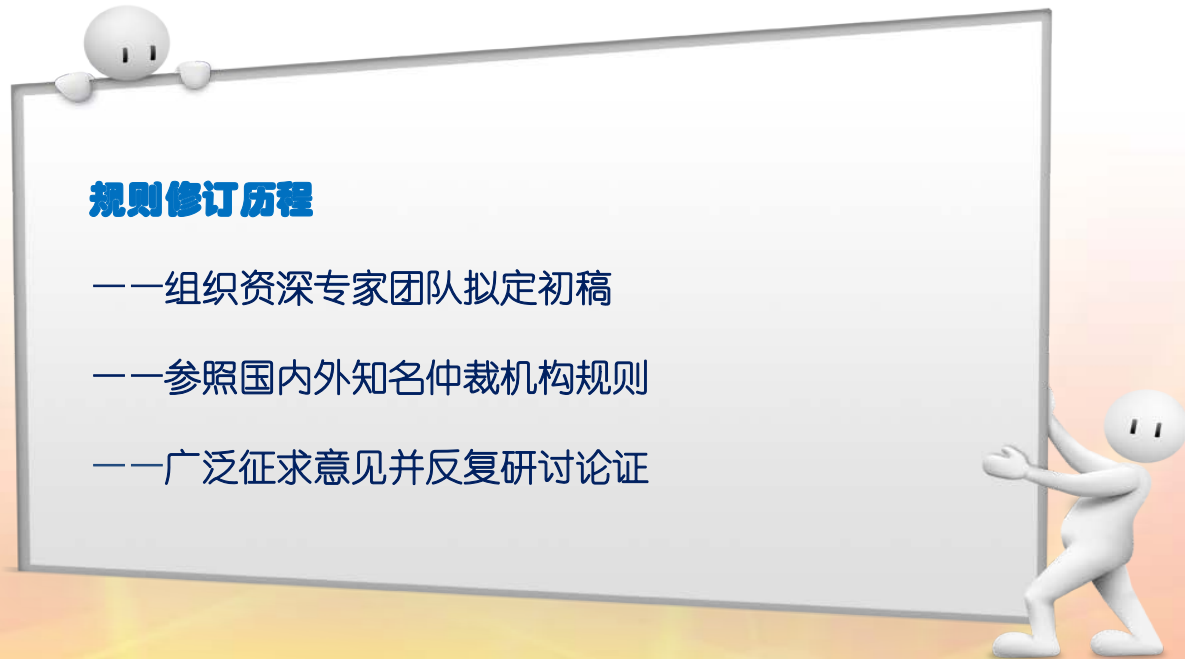 规则修订历程
——组织资深专家团队拟定初稿
——参照国内外知名仲裁机构规则
——广泛征求意见并反复研讨论证